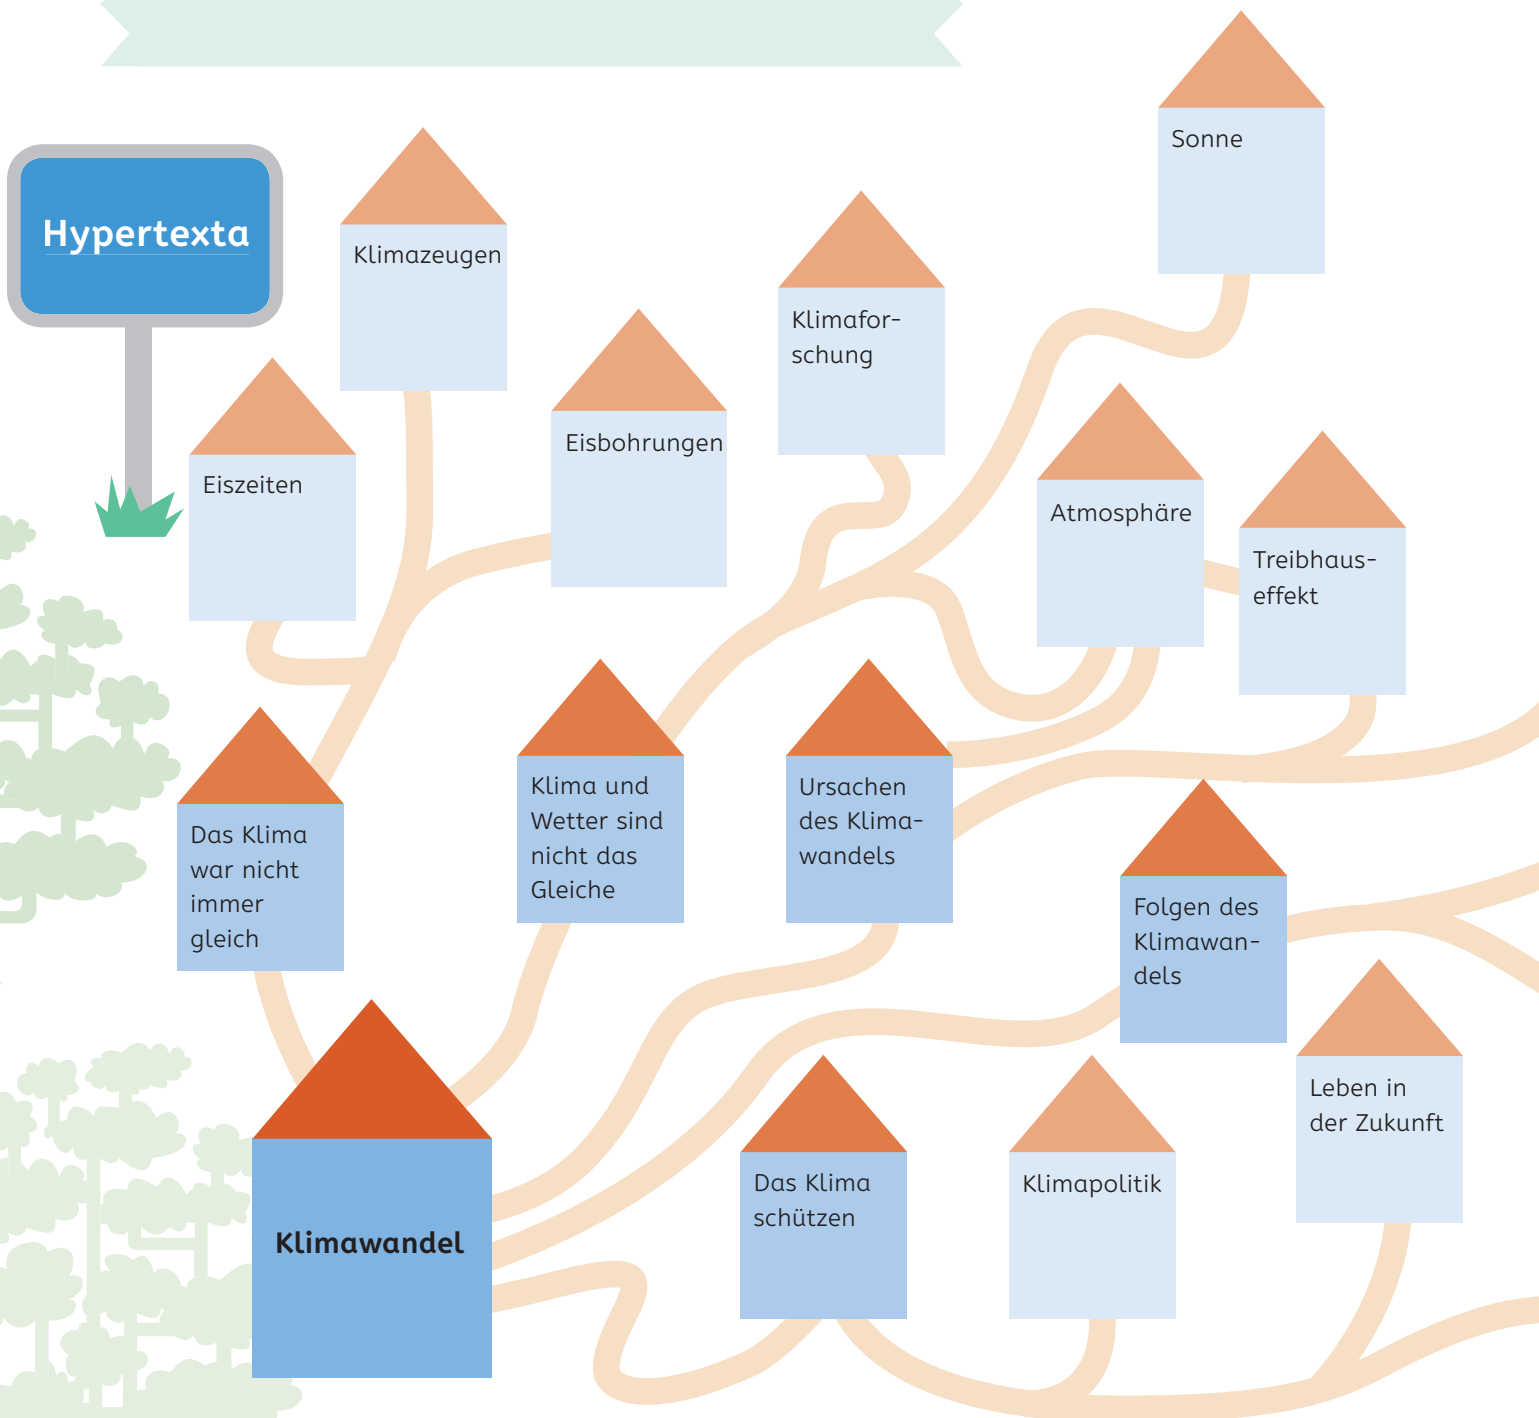 Sonne
Hypertexta
Klimazeugen
Klimafor-
schung
Eisbohrungen
Eiszeiten
Atmosphäre
Treibhaus-
effekt
Das Klima
war nicht
immer
gleich
Klima und
Wetter sind
nicht das
Gleiche
Ursachen
des Klima-
wandels
Folgen des
Klimawan-
dels
Leben in
der Zukunft
Das Klima
schützen
Klimapolitik
Klimawandel